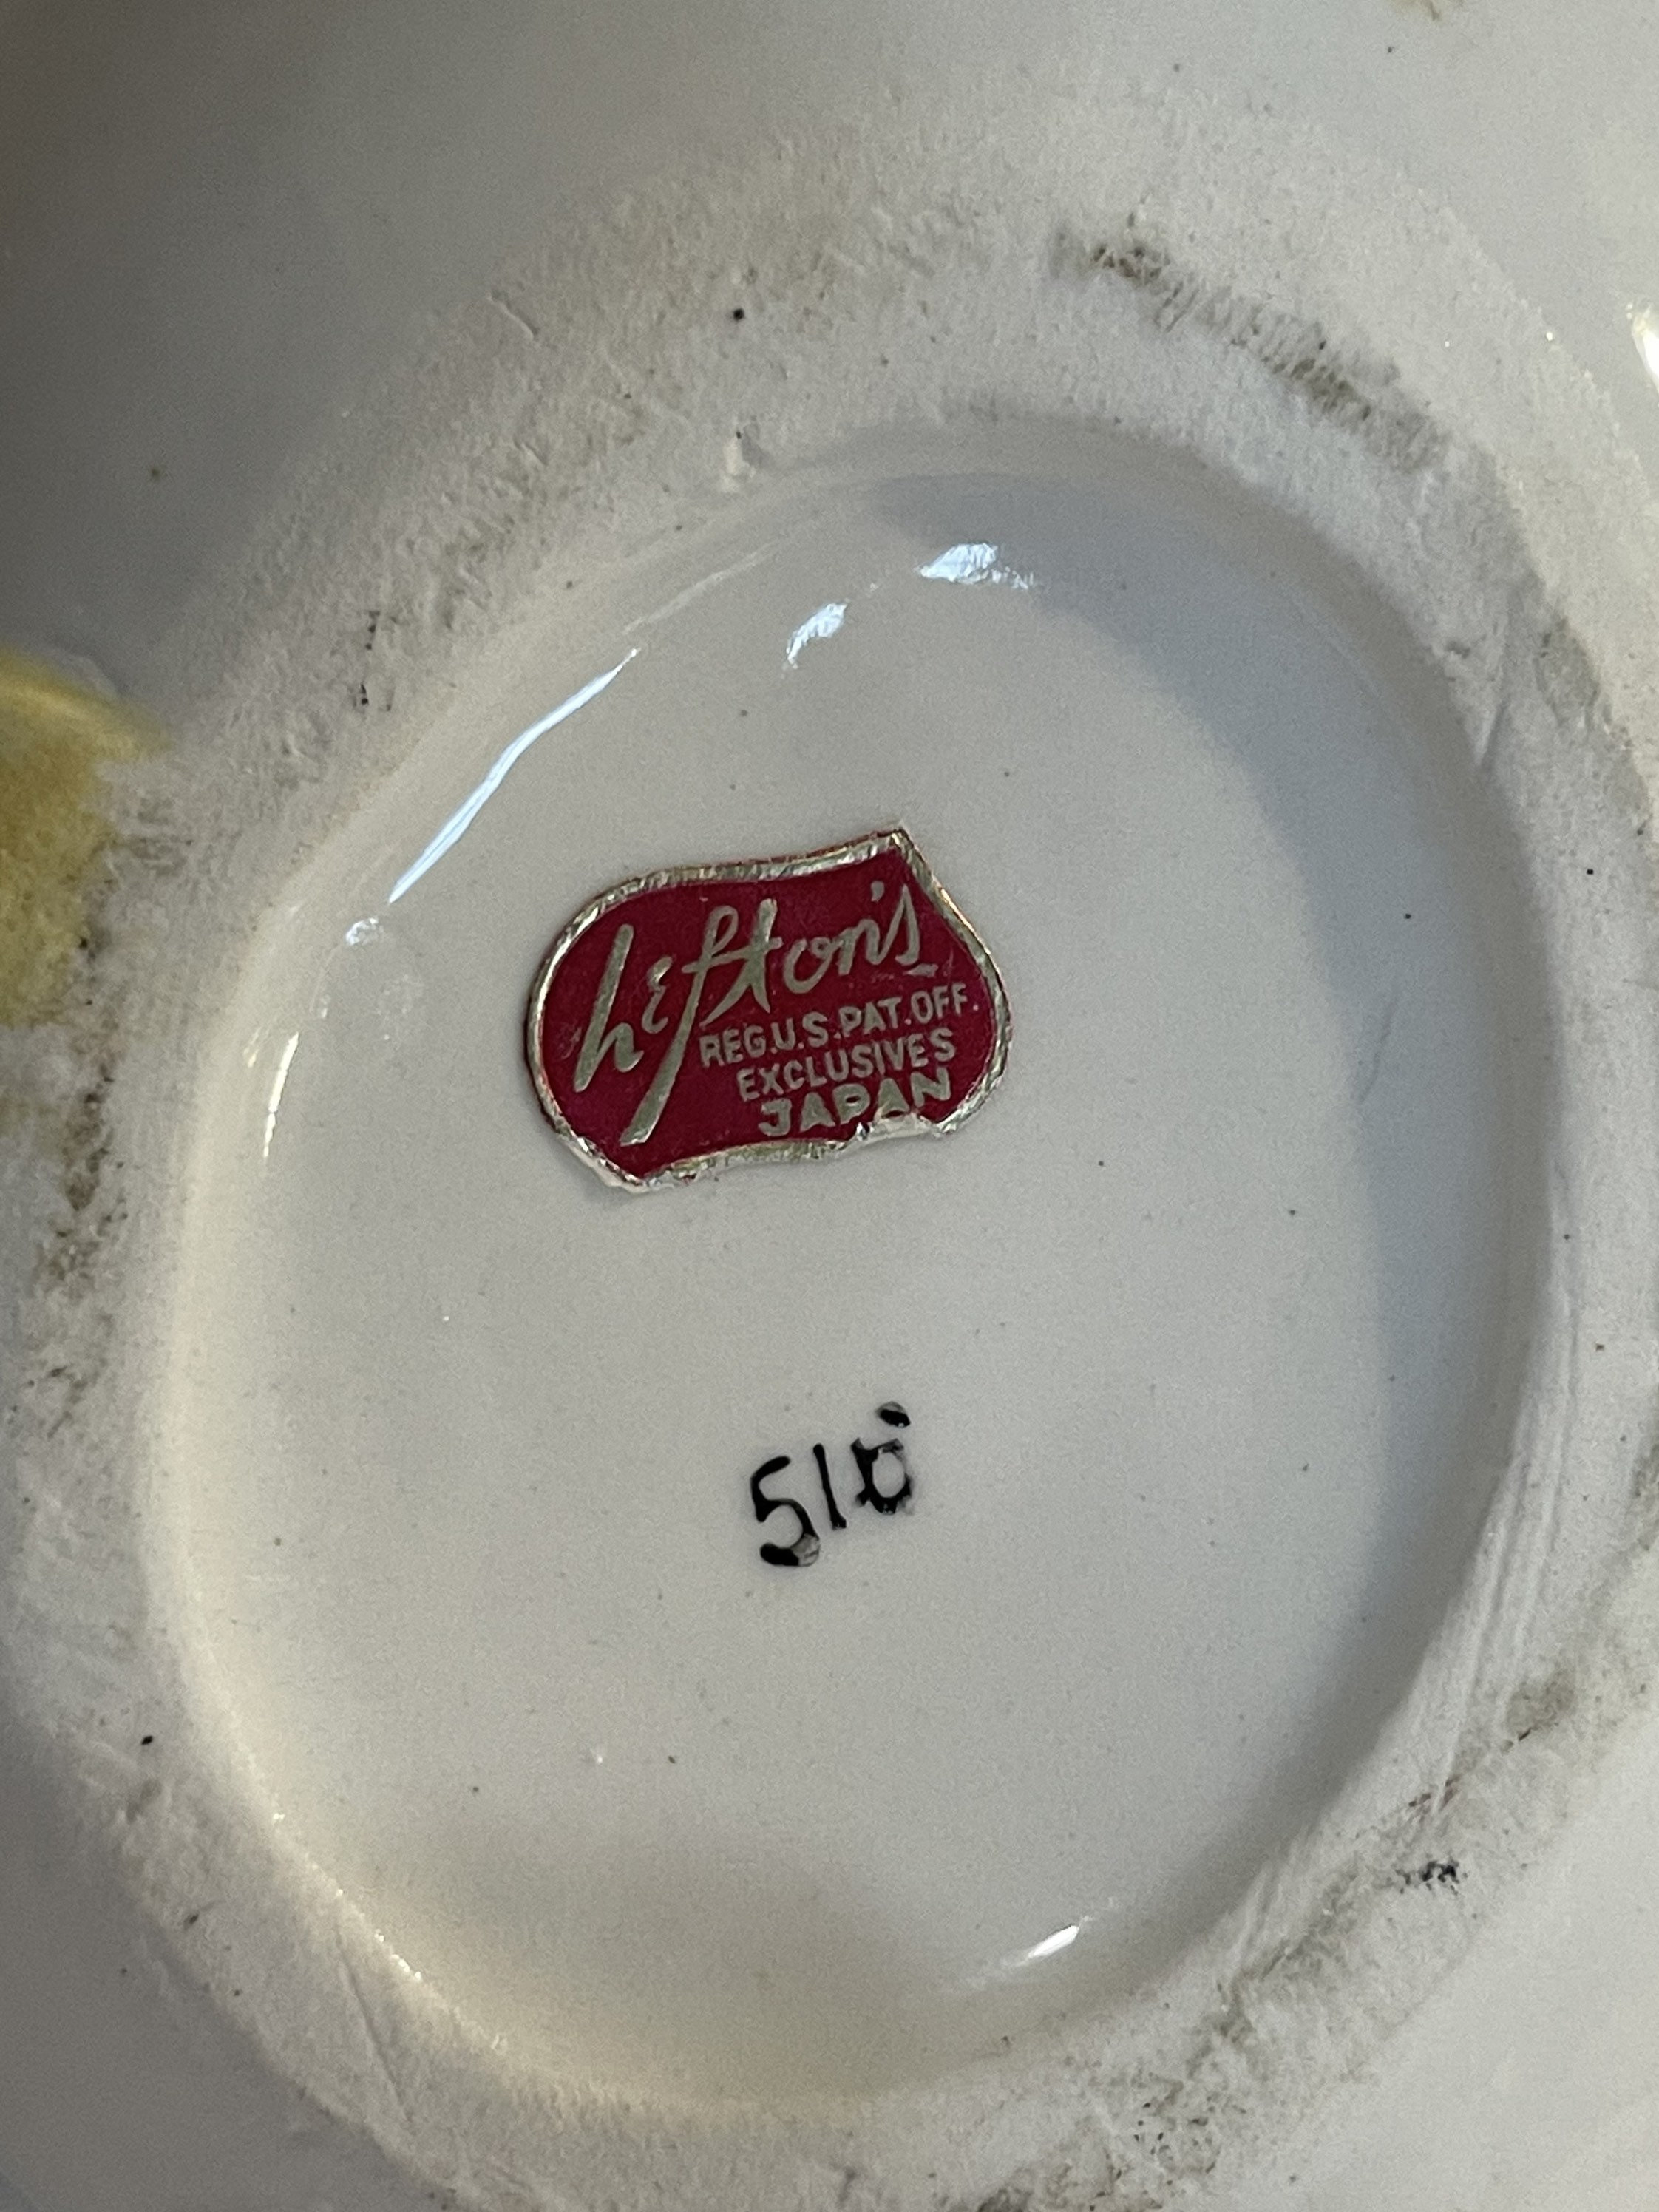 Lefton's
REG.U.S.PAT.OFF.
EXCLUSIVES
JAPAN
516